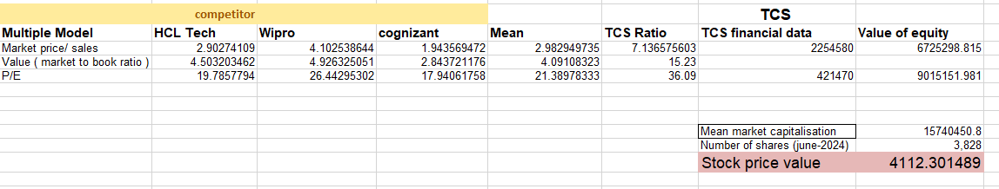 competitor TCS
Multiple Model HCL Tech Wipro cognizant Mean TCS Ratio TCS financial data Value of equity
Market price/ sales 2.90274109 4.102538644 1.943569472 2.982949735 7.136575603 2254580 6725298.815
Value ( market to book ratio ) 4.503203462 4.926325051 2.843721176 4.09108323 15.23
P/E 19.7857794 26.44295302 17.94061758 21.38978333 36.09 421470 9015151.981
Mean market capitalisation 15740450.8
Number of shares (june-2024) 3,828
Stock price value 4112.301489